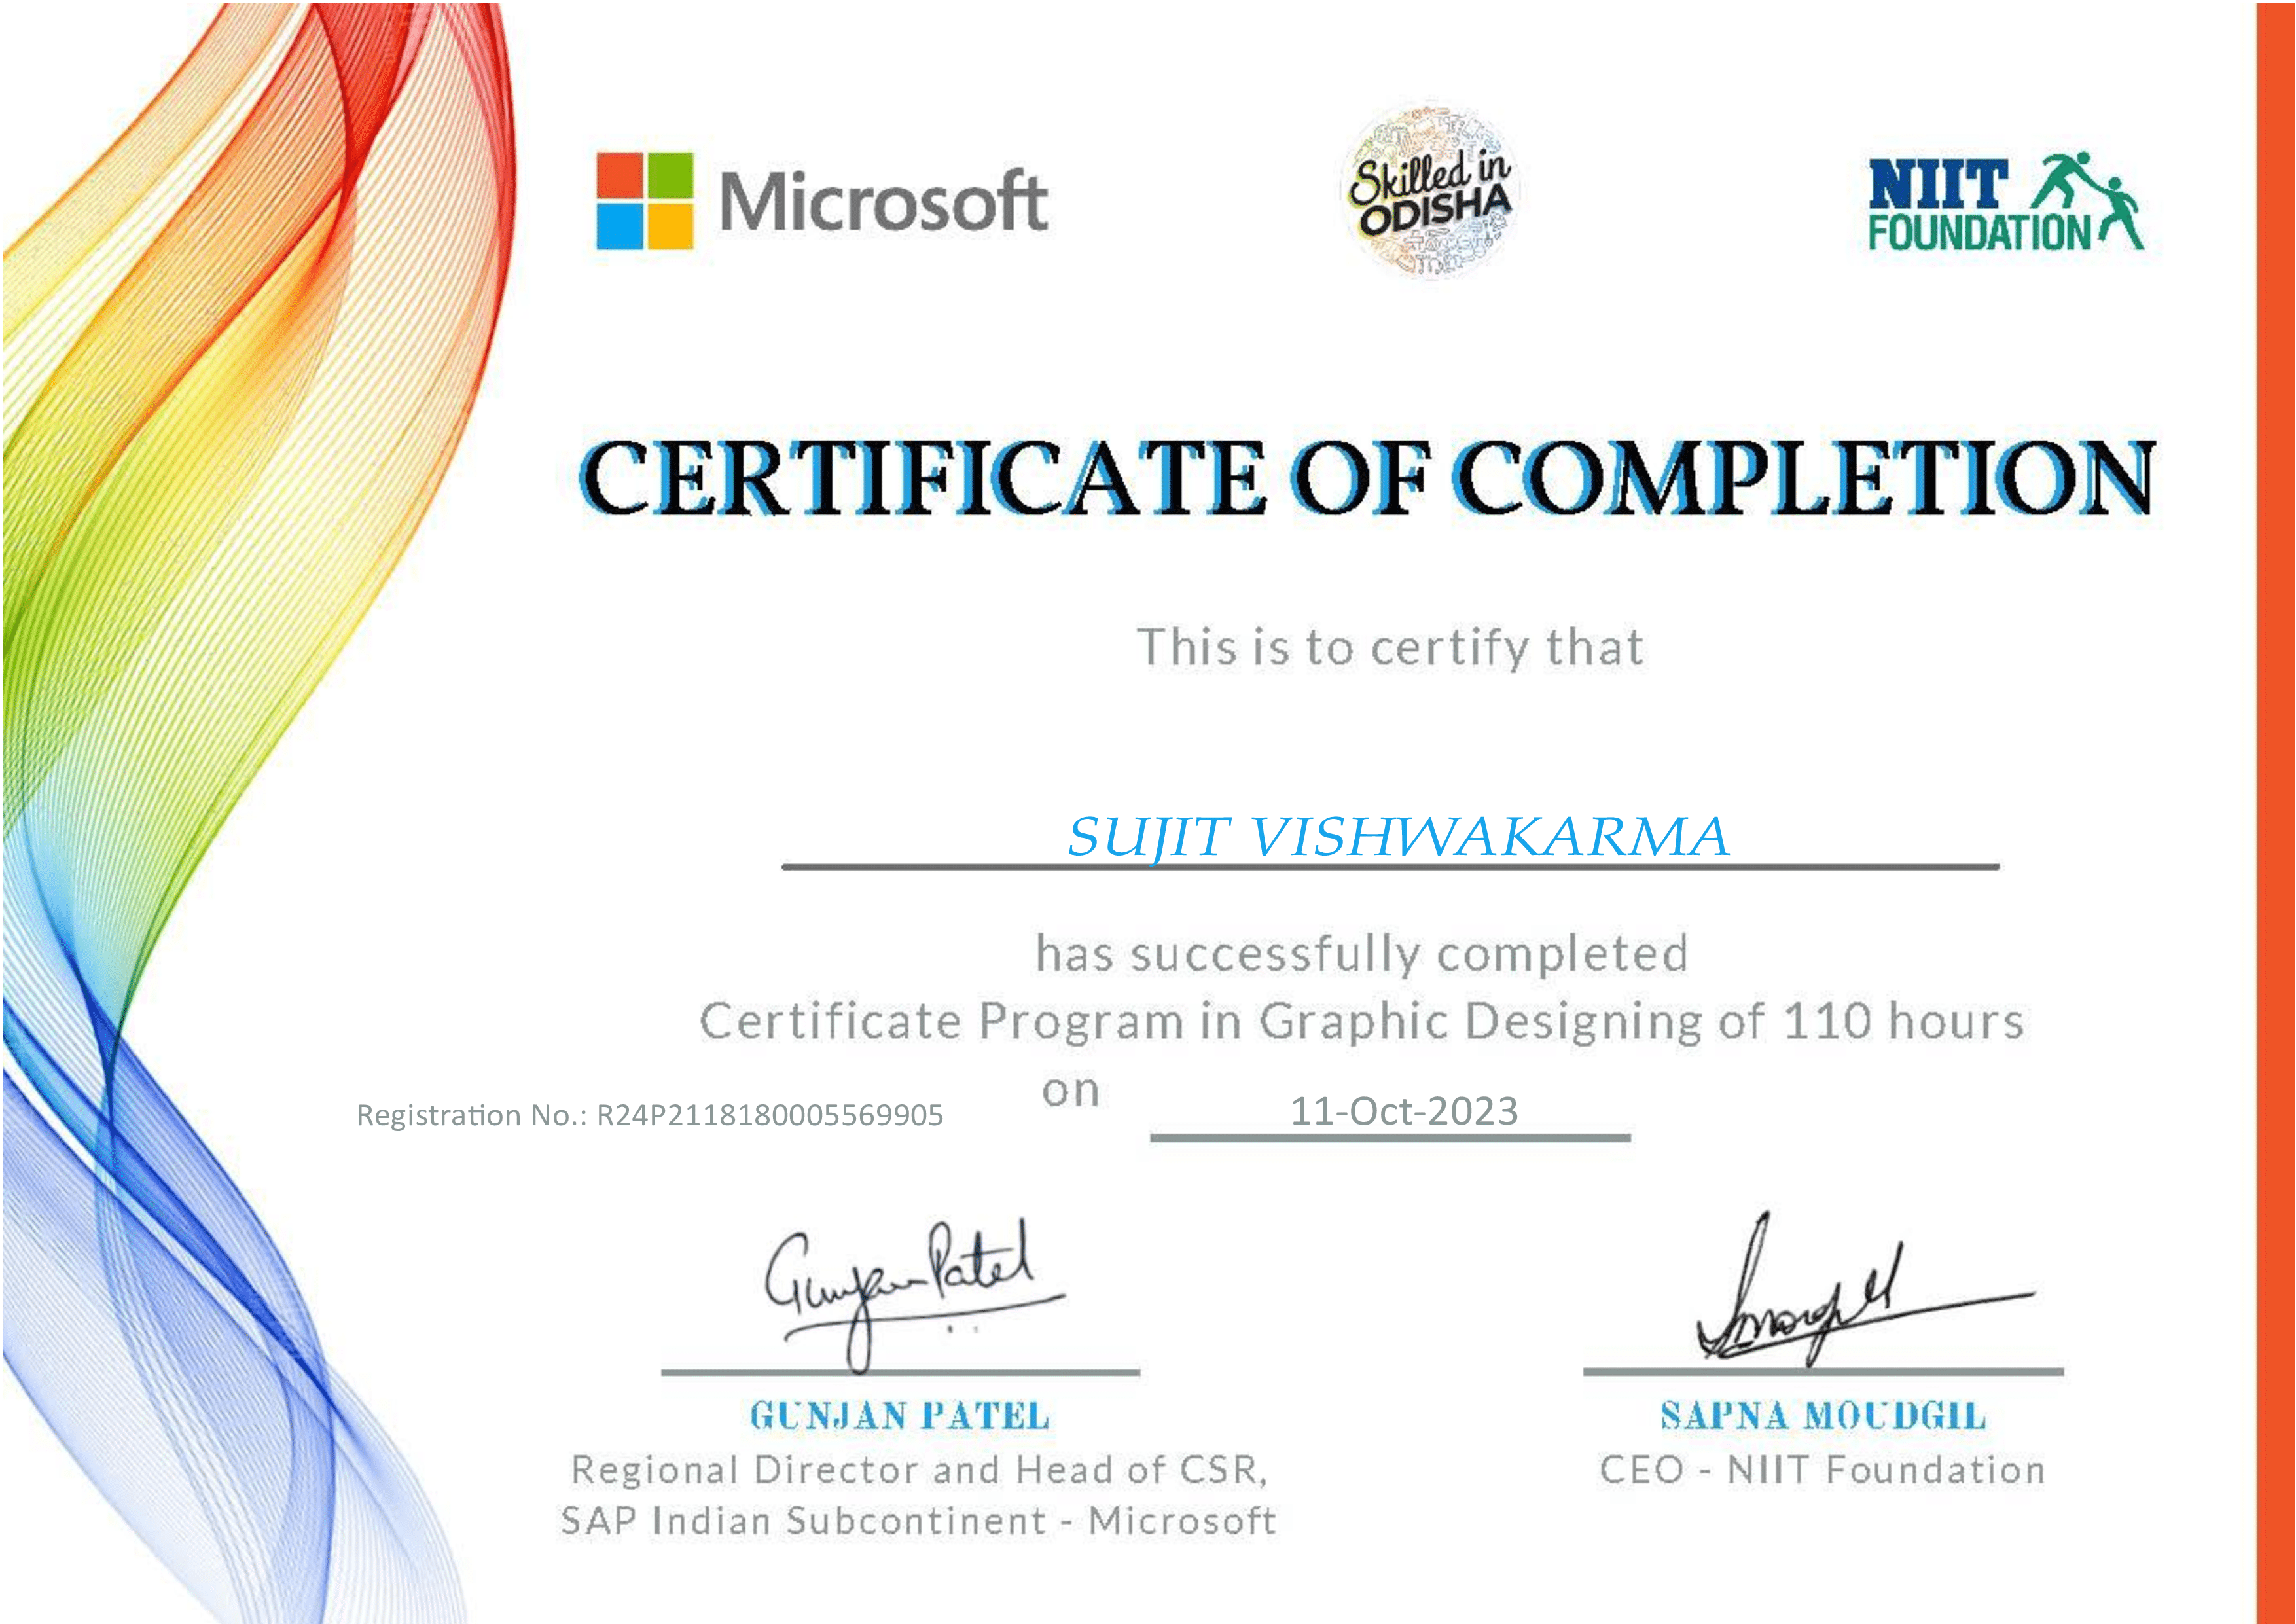 Microsoft
Skilled in
ODISHA
NIIT
FOUNDATION
CERTIFICATE OF COMPLETION
This is to certify that
SUJIT VISHWAKARMA
has successfully completed
Certificate Program in Graphic Designing of 110 hours
on 11-Oct-2023
Registration No.: R24P2118180005569905
Gunjan Patel
GUNJAN PATEL
Regional Director and Head of CSR,
SAP Indian Subcontinent - Microsoft
SAPNA MOUDGIL
CEO - NIIT Foundation